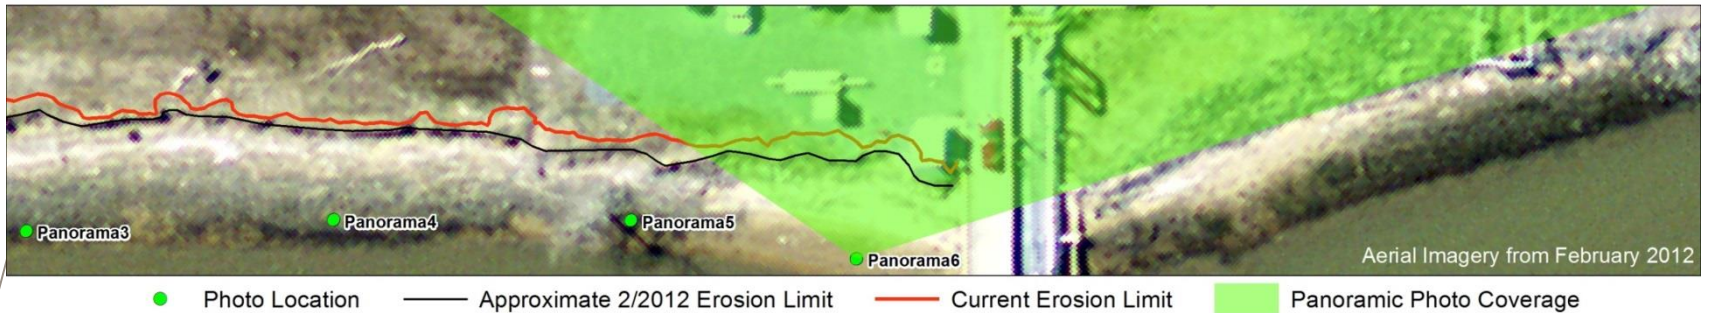 Panorama3
Panorama4
Panorama5
Panorama6
Aerial Imagery from February 2012
Photo Location
Approximate 2/2012 Erosion Limit
Current Erosion Limit
Panoramic Photo Coverage